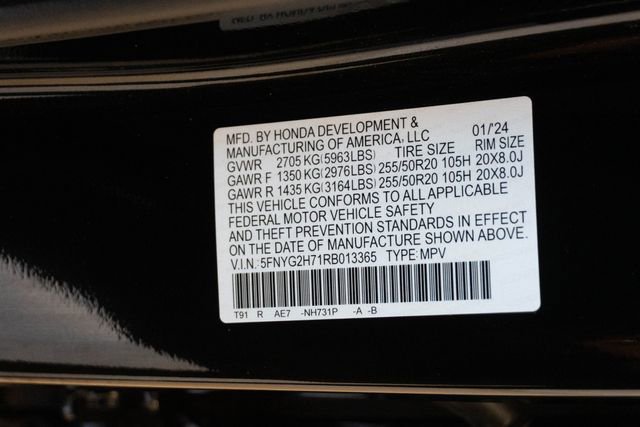 MFD. BY HONDA DEVELOPMENT &
MANUFACTURING OF AMERICA, LLC 01/'24
GVWR 2705 KG(5963LBS) TIRE SIZE RIM SIZE
GAWR F 1350 KG(2976LBS) 255/50R20 105H 20X8.0J
GAWR R 1435 KG(3164LBS) 255/50R20 105H 20X8.0J
THIS VEHICLE CONFORMS TO ALL APPLICABLE
FEDERAL MOTOR VEHICLE SAFETY
AND THEFT PREVENTION STANDARDS IN EFFECT
ON THE DATE OF MANUFACTURE SHOWN ABOVE.
V.I.N.: 5FNYG2H71RB013365 TYPE: MPV
T91 R AE7 -NH731P -A -B